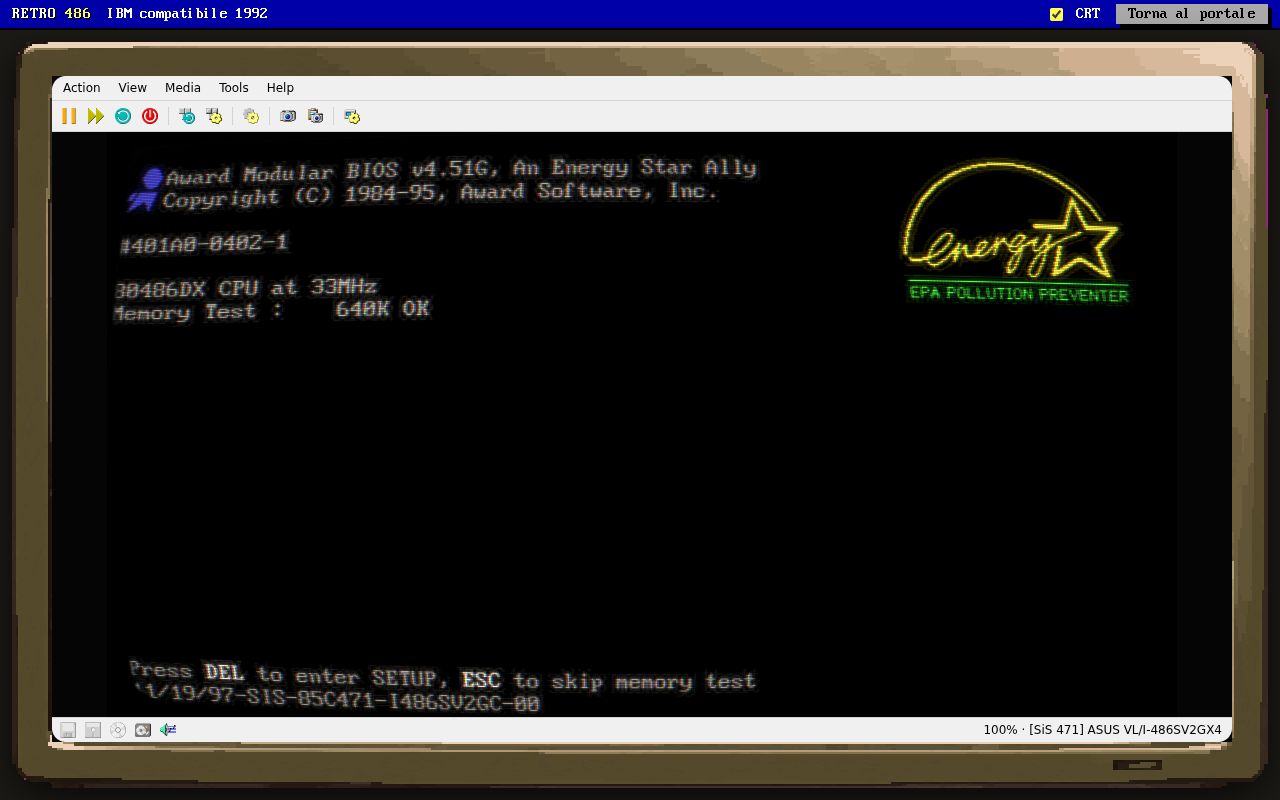 RETRO 486 IBM compatibile 1992
CRT
Torna al portale
Action View Media Tools Help
Award Modular BIOS v4.51G, An Energy Star Ally
Copyright (C) 1984-95, Award Software, Inc.
energy
EPA POLLUTION PREVENTER
#401A0-0402-1
80486DX CPU at 33MHz
Memory Test : 640K OK
Press DEL to enter SETUP, ESC to skip memory test
11/19/97-SIS-85C471-I486SV2GC-00
100% · [SiS 471] ASUS VL/I-486SV2GX4